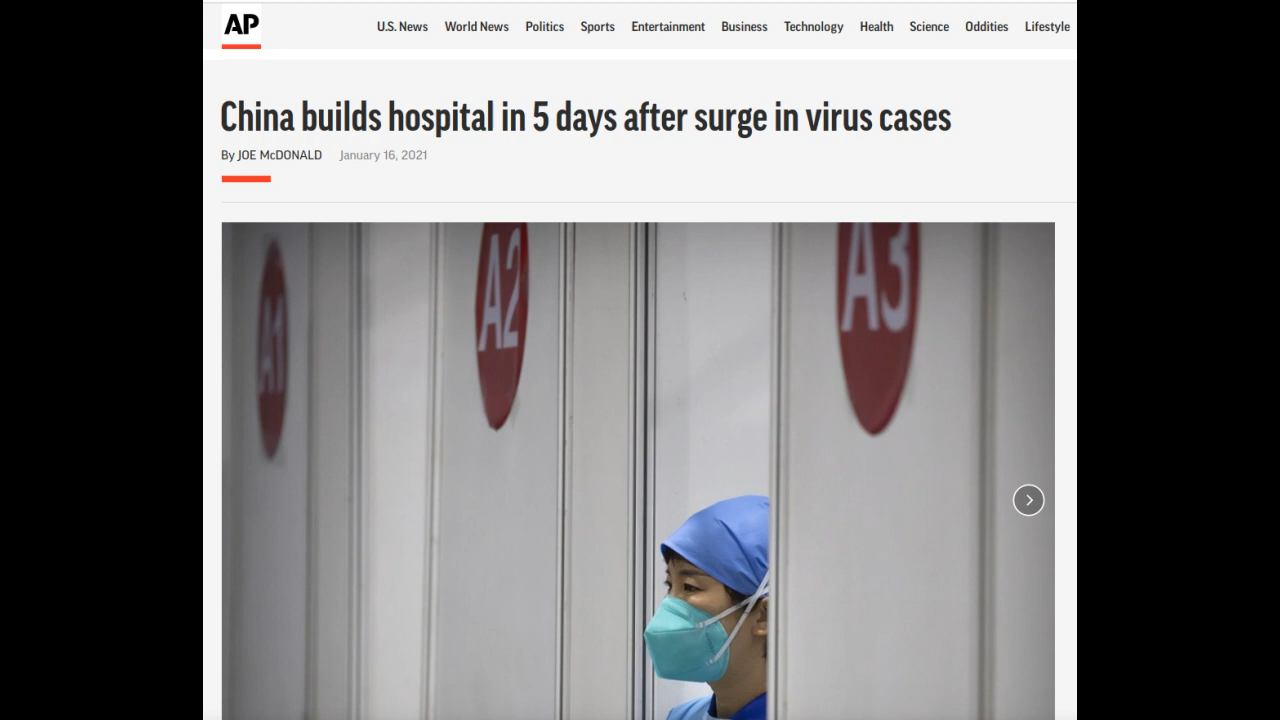 AP
U.S. News World News Politics Sports Entertainment Business Technology Health Science Oddities Lifestyle
China builds hospital in 5 days after surge in virus cases
By JOE McDONALD January 16, 2021
A1
A2
A3